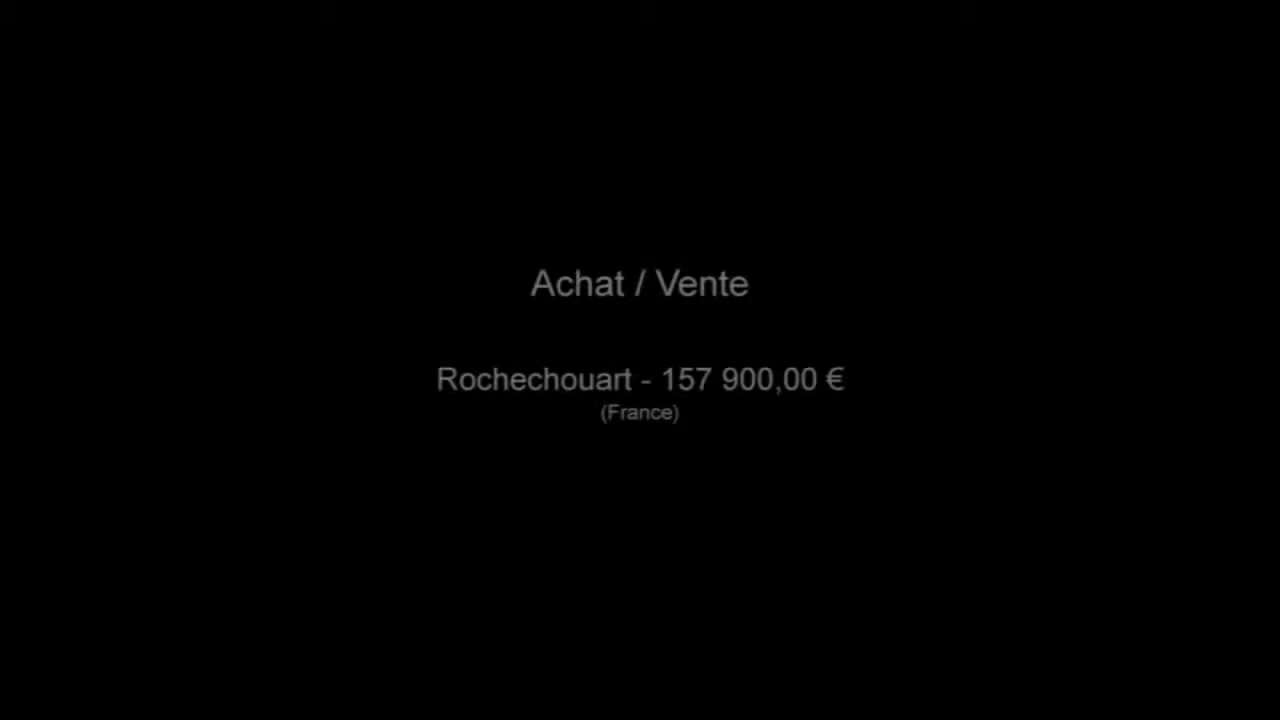 Achat / Vente
Rochechouart - 157 900,00 €
(France)